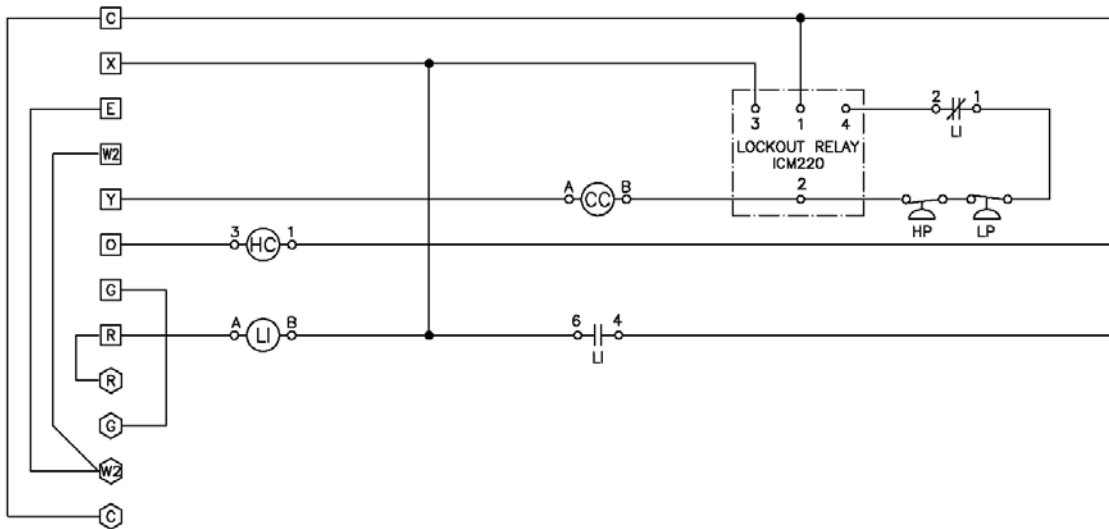 C
X
E
3 1 4
2 1
LI
W2
LOCKOUT RELAY
ICM220
Y
A CC B
2
HP LP
O
3 HC 1
G
R
A LI B
6 4
LI
R
G
W2
C